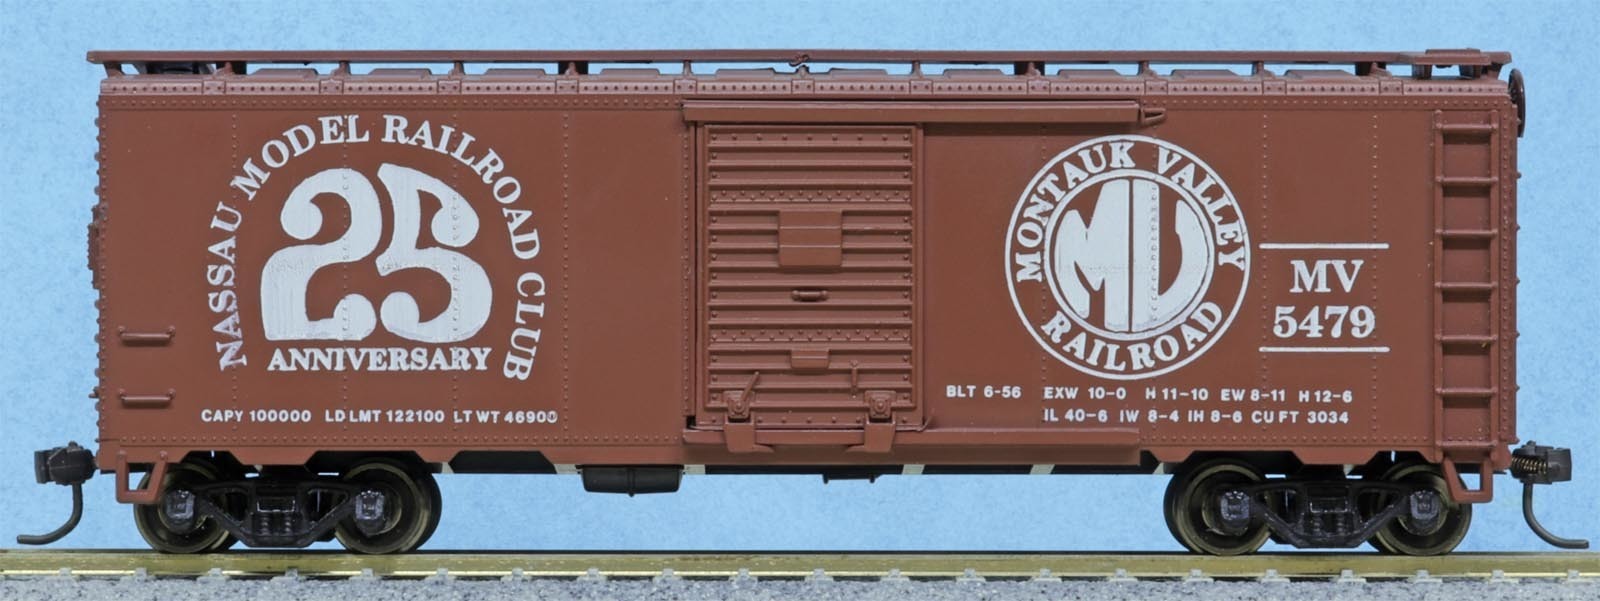 NASSAU MODEL RAILROAD CLUB
25
ANNIVERSARY
CAPY 100000 LD LMT 122100 LT WT 46900
MONTAUK VALLEY
MV
RAILROAD
MV
5479
BLT 6-56 EXW 10-0 H 11-10 EW 8-11 H 12-6
IL 40-6 IW 8-4 IH 8-6 CU FT 3034